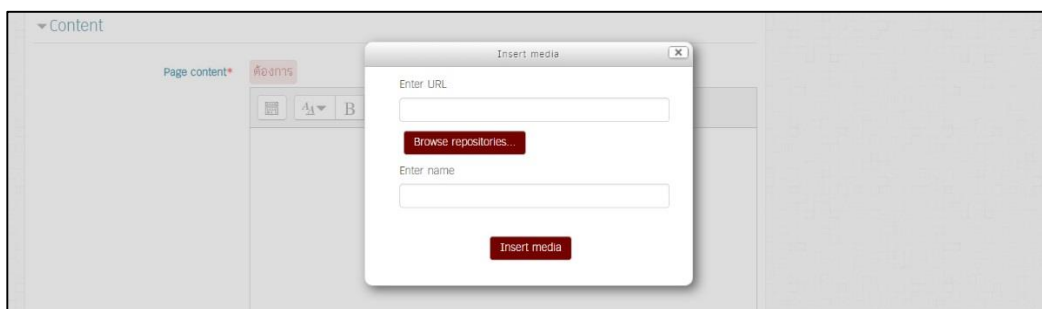 Content
Insert media
Page content* ต้องการ
Enter URL
B
Browse repositories...
Enter name
Insert media